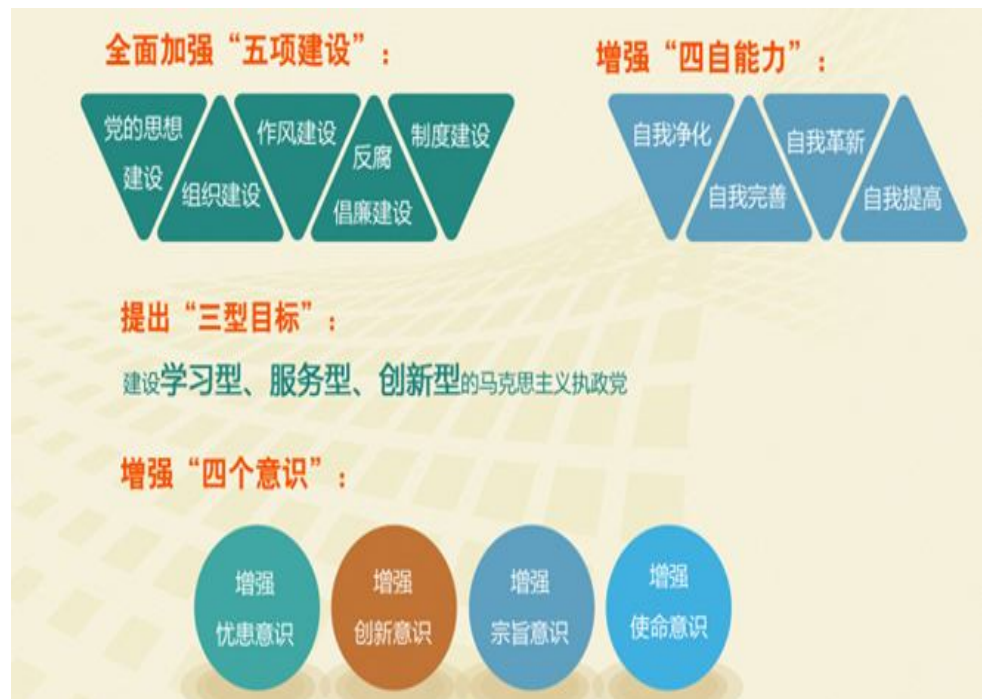 全面加强“五项建设”：
党的思想
建设
组织建设
作风建设
反腐
倡廉建设
制度建设
增强“四自能力”：
自我净化
自我完善
自我革新
自我提高
提出“三型目标”：
建设学习型、服务型、创新型的马克思主义执政党
增强“四个意识”：
增强
忧患意识
增强
创新意识
增强
宗旨意识
增强
使命意识